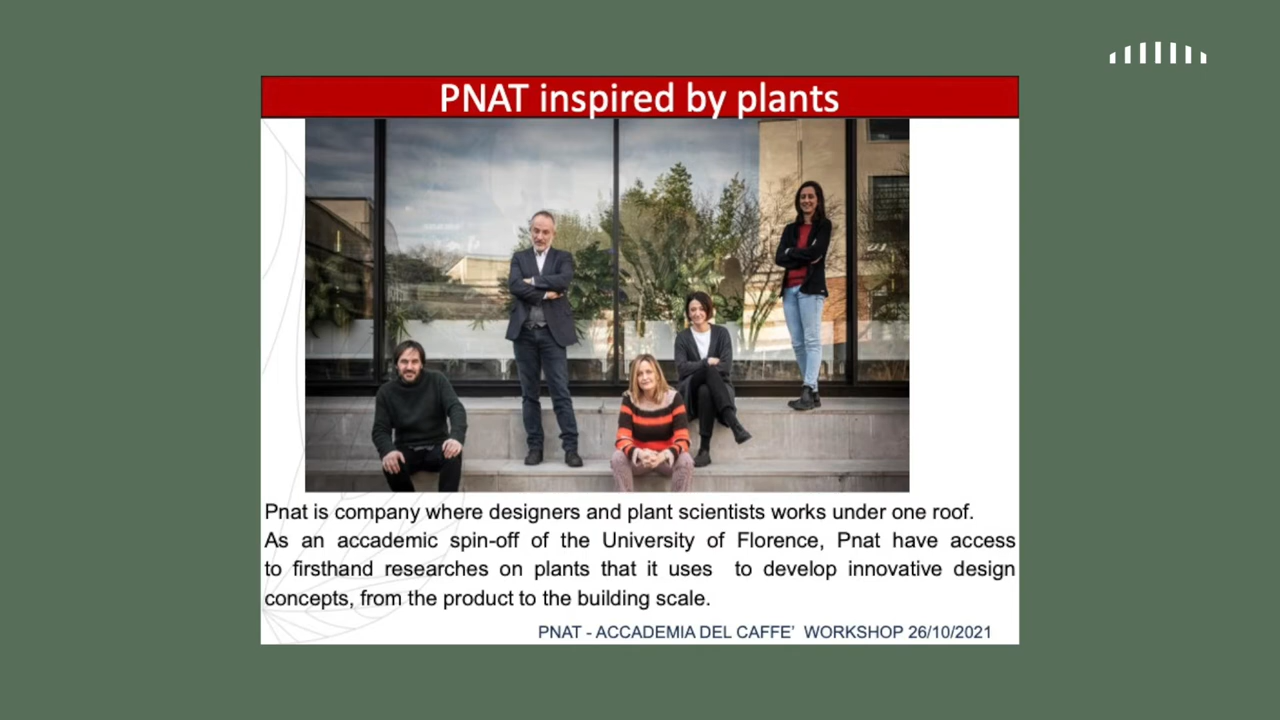 PNAT inspired by plants
Pnat is company where designers and plant scientists works under one roof.
As an accademic spin-off of the University of Florence, Pnat have access
to firsthand researches on plants that it uses to develop innovative design
concepts, from the product to the building scale.
PNAT - ACCADEMIA DEL CAFFE’ WORKSHOP 26/10/2021